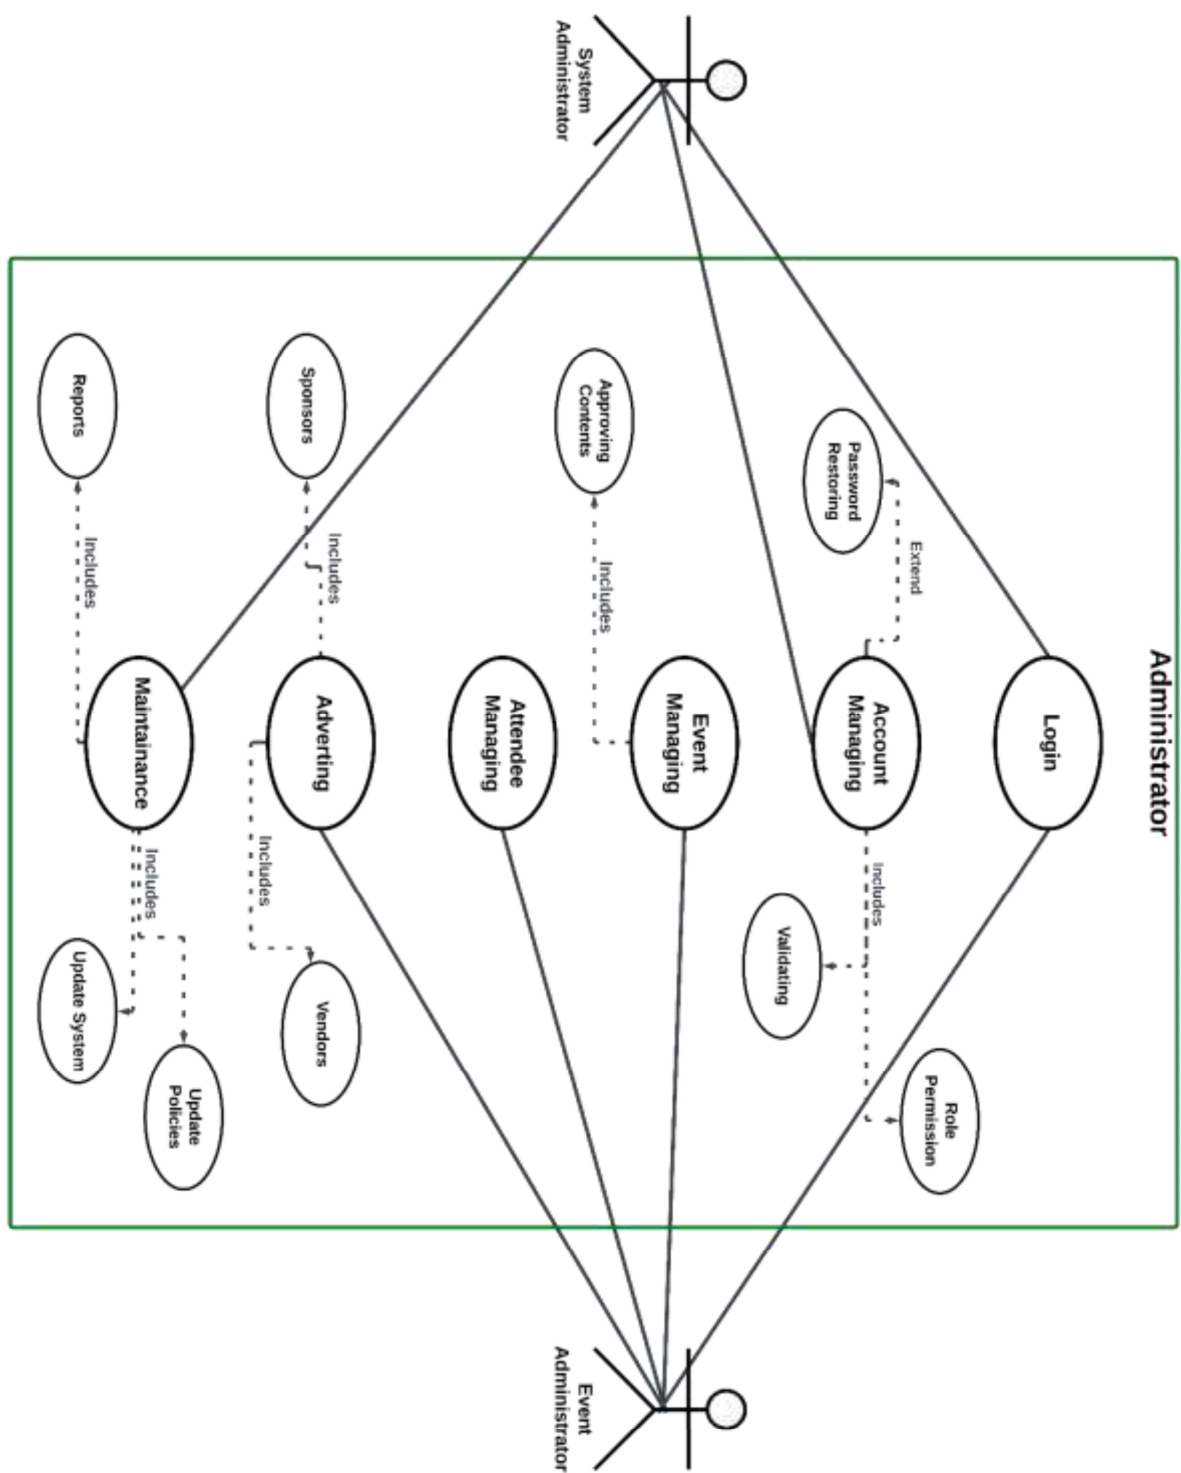 Administrator
System
Administrator
Event
Administrator
Login
Account
Managing
Extend
Password
Restoring
Includes
Validating
Role
Permission
Event
Managing
Includes
Approving
Contents
Attendee
Managing
Adverting
Includes
Sponsors
Includes
Vendors
Maintainance
Includes
Reports
Includes
Update System
Update
Policies